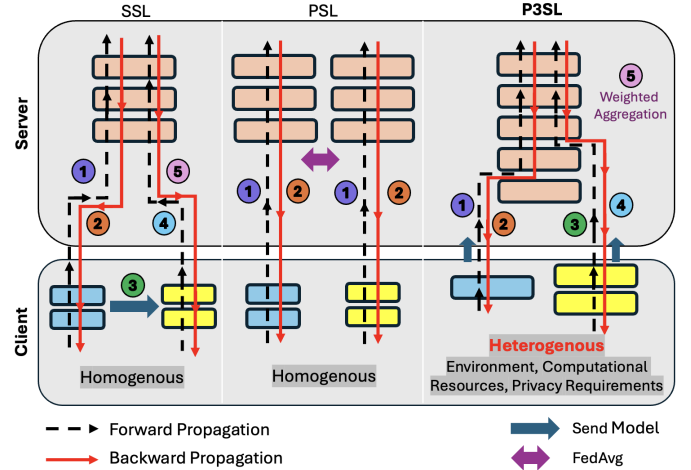 SSL
PSL
P3SL
Server
1
2
5
4
3
1
2
1
2
5
Weighted
Aggregation
1
2
3
4
Client
Homogenous
Homogenous
Heterogenous
Environment, Computational
Resources, Privacy Requirements
Forward Propagation
Backward Propagation
Send Model
FedAvg